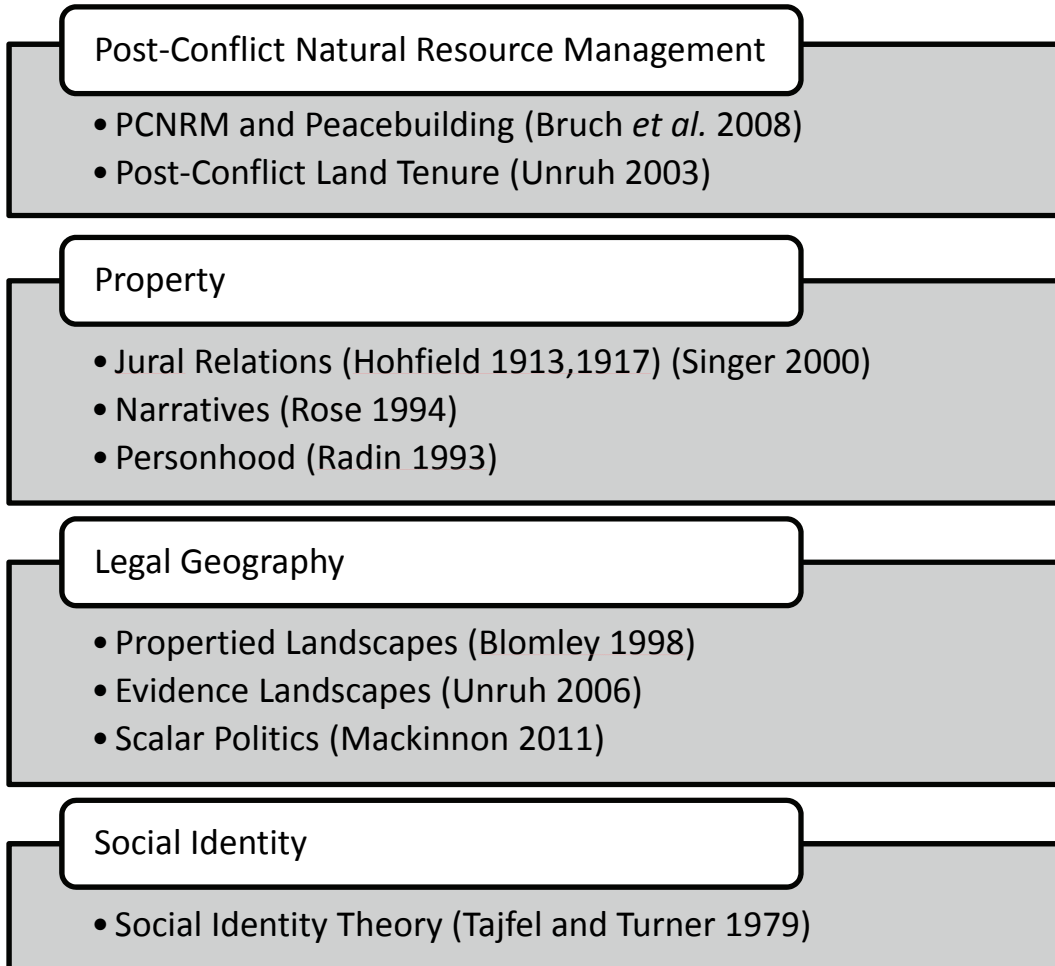 Post-Conflict Natural Resource Management
• PCNRM and Peacebuilding (Bruch et al. 2008)
• Post-Conflict Land Tenure (Unruh 2003)
Property
• Jural Relations (Hohfield 1913,1917) (Singer 2000)
• Narratives (Rose 1994)
• Personhood (Radin 1993)
Legal Geography
• Propertied Landscapes (Blomley 1998)
• Evidence Landscapes (Unruh 2006)
• Scalar Politics (Mackinnon 2011)
Social Identity
• Social Identity Theory (Tajfel and Turner 1979)